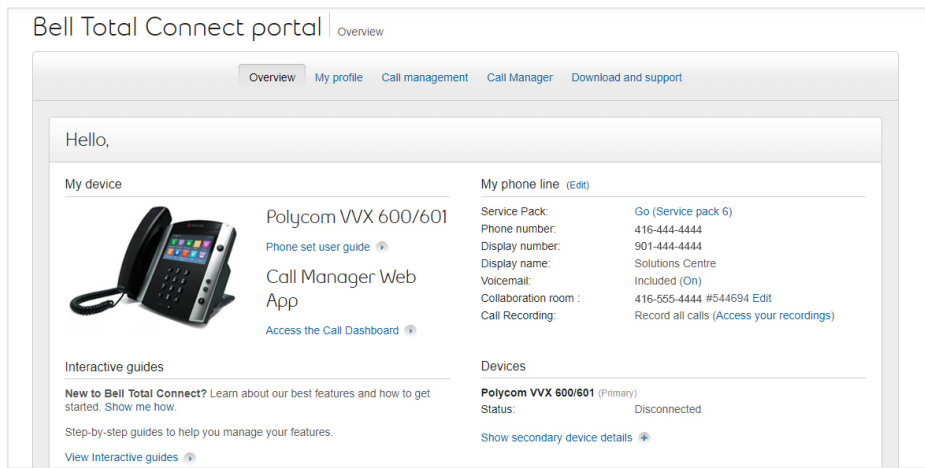 Bell Total Connect portal Overview
Overview My profile Call management Call Manager Download and support
Hello,
My device
Polycom VVX 600/601
Phone set user guide
Call Manager Web
App
Access the Call Dashboard
My phone line (Edit)
Service Pack: Go (Service pack 6)
Phone number: 416-444-4444
Display number: 901-444-4444
Display name: Solutions Centre
Voicemail: Included (On)
Collaboration room : 416-555-4444 #544694 Edit
Call Recording: Record all calls (Access your recordings)
Interactive guides
New to Bell Total Connect? Learn about our best features and how to get
started. Show me how.
Step-by-step guides to help you manage your features.
View Interactive guides
Devices
Polycom VVX 600/601 (Primary)
Status: Disconnected
Show secondary device details